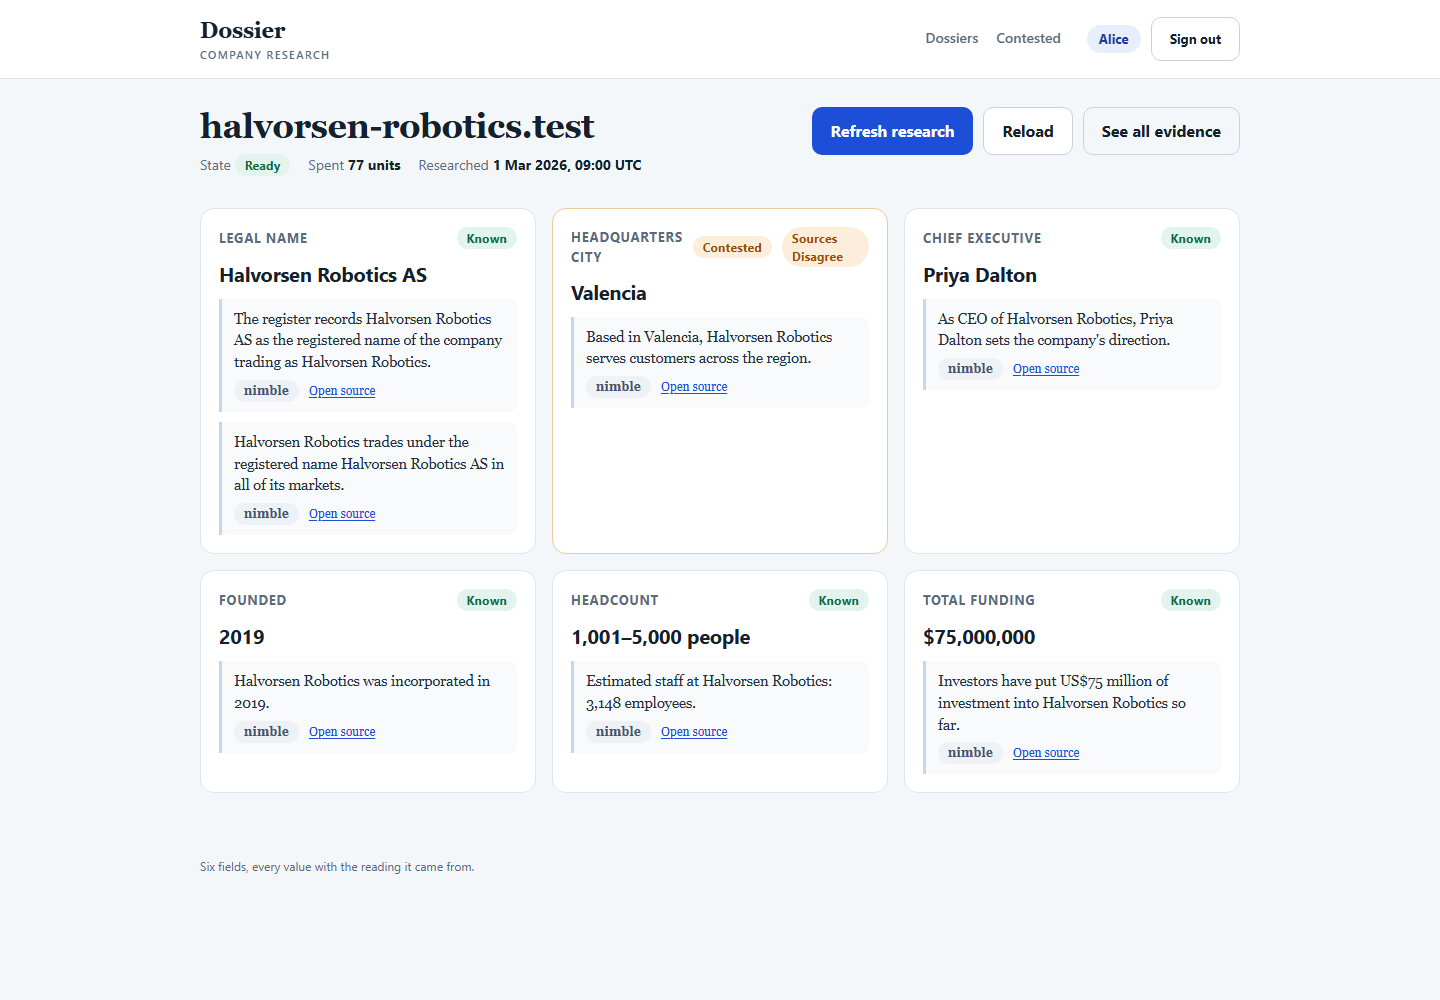 Dossier
COMPANY RESEARCH
Dossiers
Contested
Alice
Sign out
halvorsen-robotics.test
Refresh research
Reload
See all evidence
State Ready Spent 77 units Researched 1 Mar 2026, 09:00 UTC
LEGAL NAME
Known
Halvorsen Robotics AS
The register records Halvorsen Robotics
AS as the registered name of the company
trading as Halvorsen Robotics.
nimble Open source
Halvorsen Robotics trades under the
registered name Halvorsen Robotics AS in
all of its markets.
nimble Open source
HEADQUARTERS
CITY
Contested
Sources
Disagree
Valencia
Based in Valencia, Halvorsen Robotics
serves customers across the region.
nimble Open source
CHIEF EXECUTIVE
Known
Priya Dalton
As CEO of Halvorsen Robotics, Priya
Dalton sets the company's direction.
nimble Open source
FOUNDED
Known
2019
Halvorsen Robotics was incorporated in
2019.
nimble Open source
HEADCOUNT
Known
1,001–5,000 people
Estimated staff at Halvorsen Robotics:
3,148 employees.
nimble Open source
TOTAL FUNDING
Known
$75,000,000
Investors have put US$75 million of
investment into Halvorsen Robotics so
far.
nimble Open source
Six fields, every value with the reading it came from.